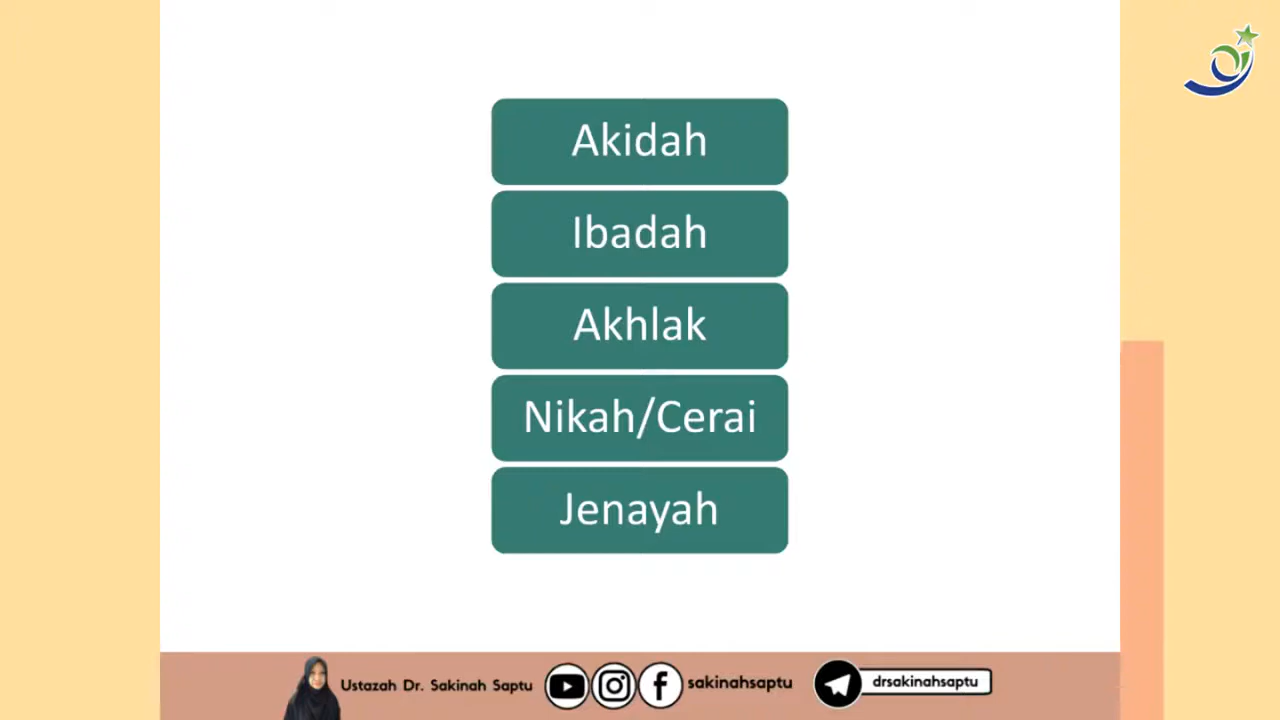 Akidah
Ibadah
Akhlak
Nikah/Cerai
Jenayah
Ustazah Dr. Sakinah Saptu
sakinahsaptu
drsakinahsaptu